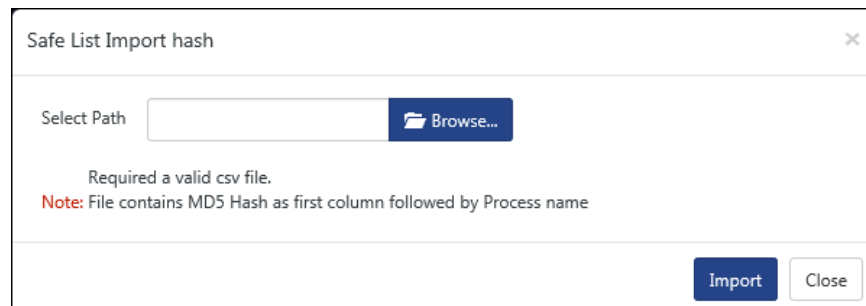 Safe List Import hash
×
Select Path
Browse...
Required a valid csv file.
Note: File contains MD5 Hash as first column followed by Process name
Import
Close